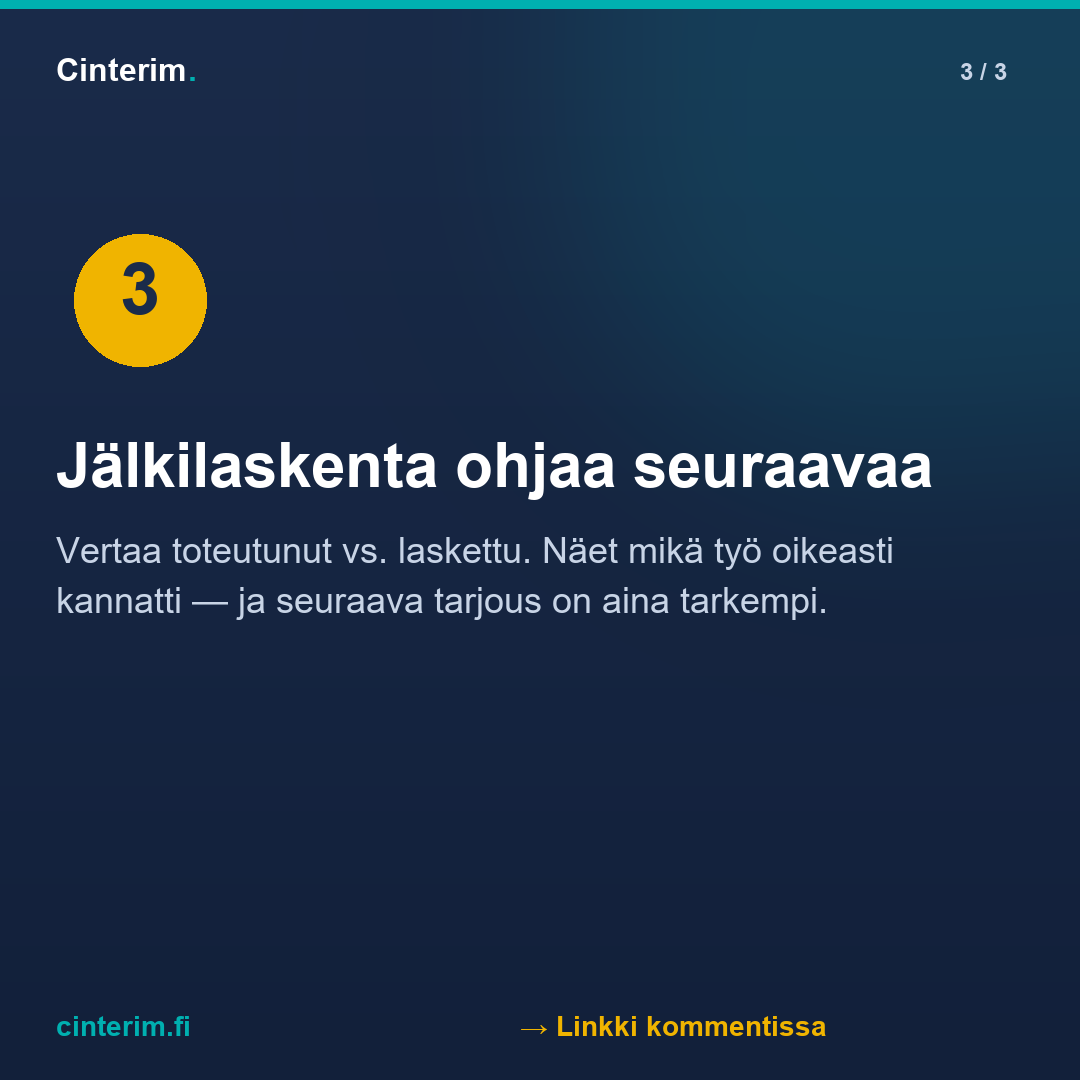 Cinterim.
3 / 3
3
Jälkilaskenta ohjaa seuraavaa
Vertaa toteutunut vs. laskettu. Näet mikä työ oikeasti
kannatti — ja seuraava tarjous on aina tarkempi.
cinterim.fi
→ Linkki kommentissa